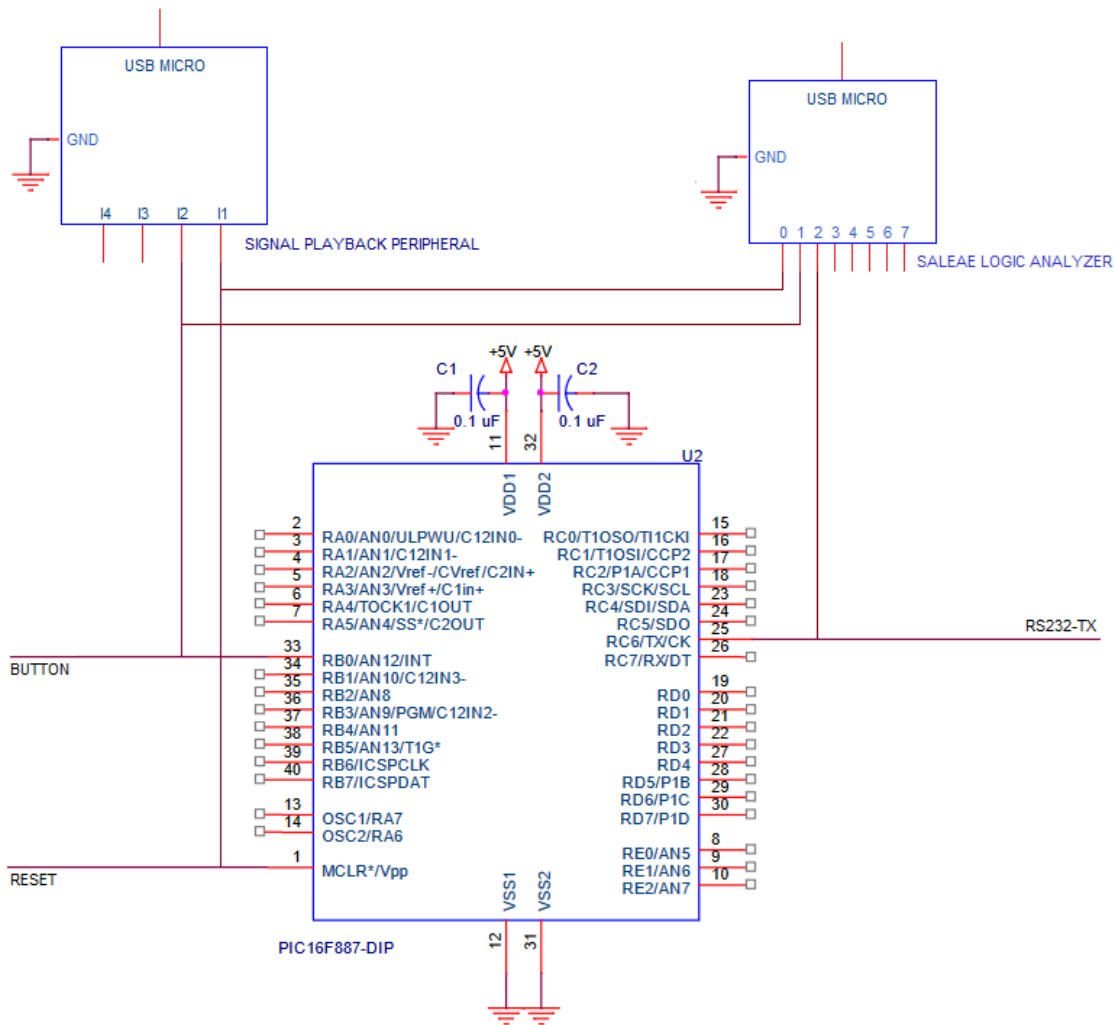 USB MICRO
GND
I4 I3 I2 I1
SIGNAL PLAYBACK PERIPHERAL
USB MICRO
GND
0 1 2 3 4 5 6 7
SALEAE LOGIC ANALYZER
+5V +5V
C1 C2
0.1 uF 0.1 uF
11 32
U2
VDD1 VDD2
2 RA0/AN0/ULPWU/C12IN0-
3 RA1/AN1/C12IN1-
4 RA2/AN2/Vref-/CVref/C2IN+
5 RA3/AN3/Vref+/C1in+
6 RA4/TOCK1/C1OUT
7 RA5/AN4/SS*/C2OUT
33 RB0/AN12/INT
BUTTON
34 RB1/AN10/C12IN3-
35 RB2/AN8
36 RB3/AN9/PGM/C12IN2-
37 RB4/AN11
38 RB5/AN13/T1G*
39 RB6/ICSPCLK
40 RB7/ICSPDAT
13 OSC1/RA7
14 OSC2/RA6
1 MCLR*/Vpp
RESET
RC0/T1OSO/TI1CKI 15
RC1/T1OSI/CCP2 16
RC2/P1A/CCP1 17
RC3/SCK/SCL 18
RC4/SDI/SDA 23
RC5/SDO 24
RC6/TX/CK 25
RS232-TX
RC7/RX/DT 26
RD0 19
RD1 20
RD2 21
RD3 22
RD4 27
RD5/P1B 28
RD6/P1C 29
RD7/P1D 30
RE0/AN5 8
RE1/AN6 9
RE2/AN7 10
VSS1 VSS2
12 31
PIC16F887-DIP